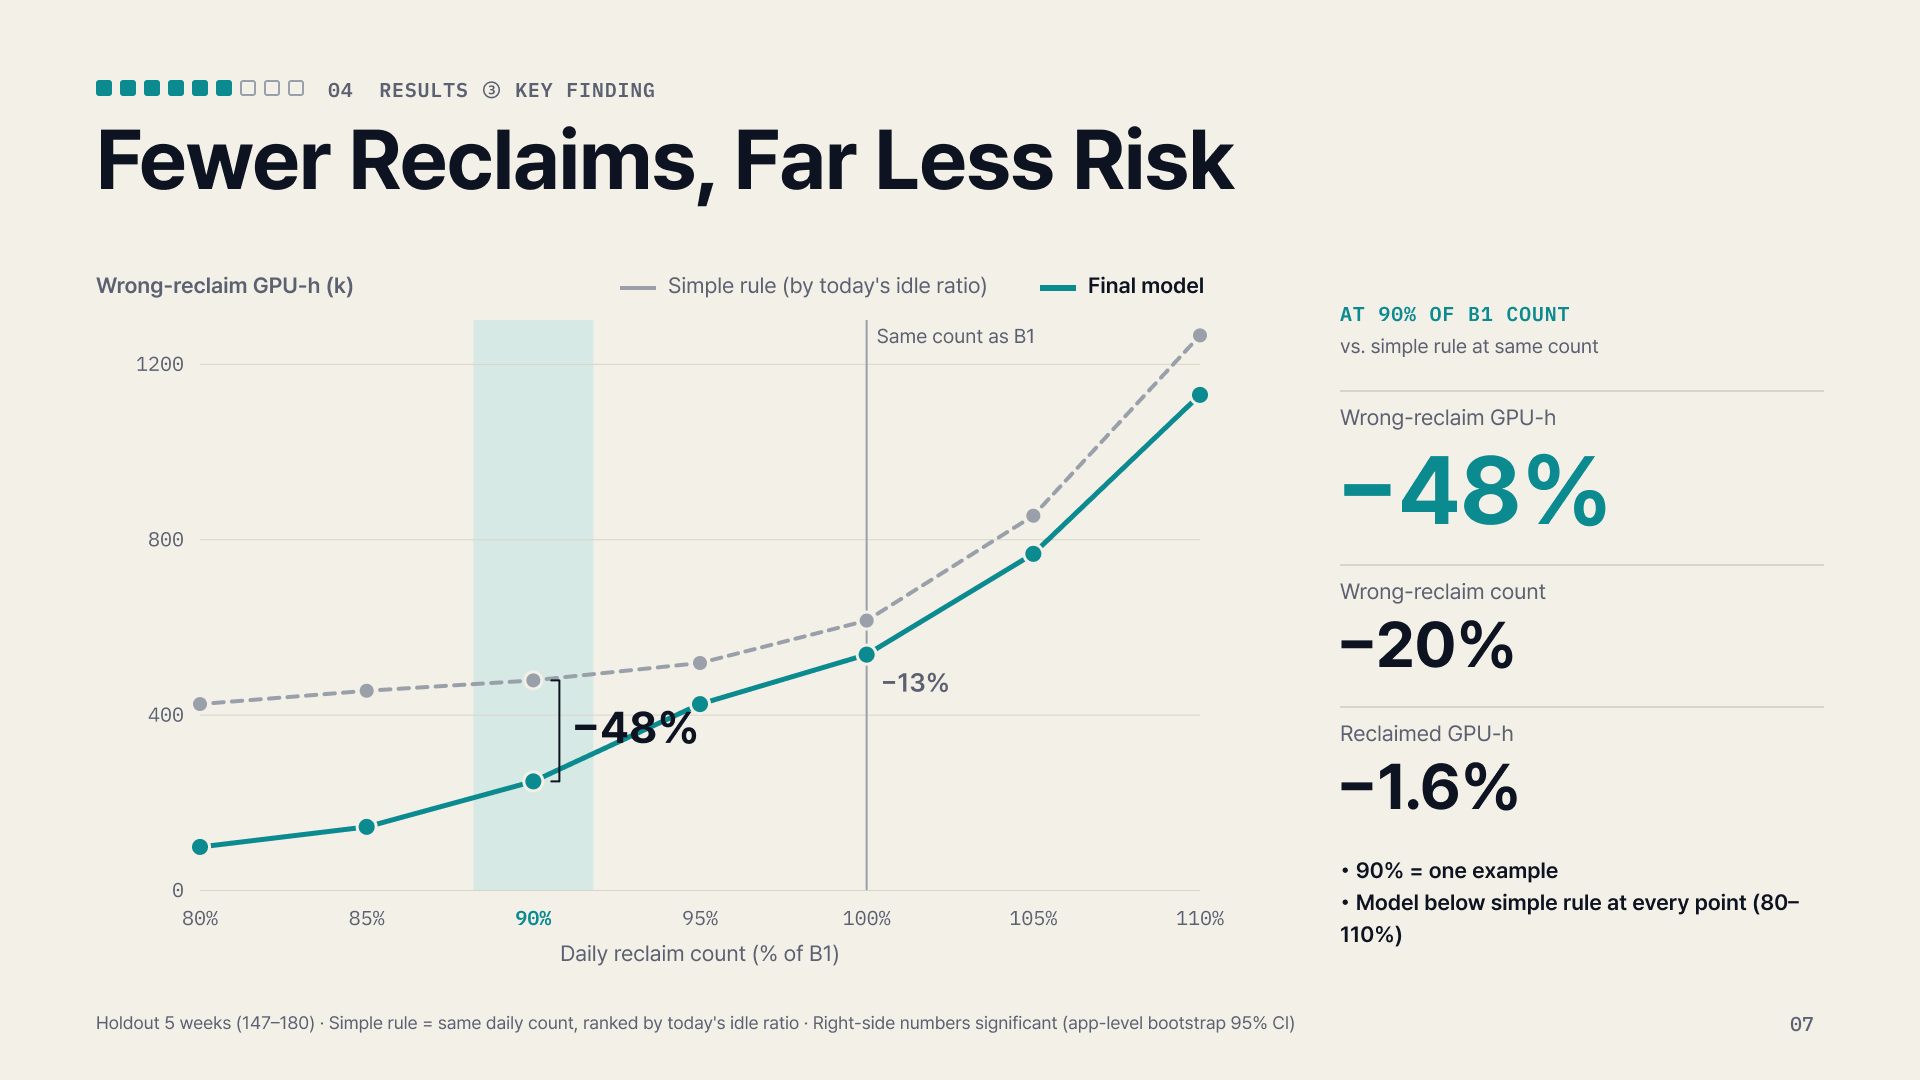 04 RESULTS ③ KEY FINDING
Fewer Reclaims, Far Less Risk
Wrong-reclaim GPU-h (k)
Simple rule (by today's idle ratio)
Final model
Same count as B1
1200
800
400
0
−48%
−13%
80%
85%
90%
95%
100%
105%
110%
Daily reclaim count (% of B1)
AT 90% OF B1 COUNT
vs. simple rule at same count
Wrong-reclaim GPU-h
−48%
Wrong-reclaim count
−20%
Reclaimed GPU-h
−1.6%
• 90% = one example
• Model below simple rule at every point (80–
110%)
Holdout 5 weeks (147–180) · Simple rule = same daily count, ranked by today's idle ratio · Right-side numbers significant (app-level bootstrap 95% CI)
07